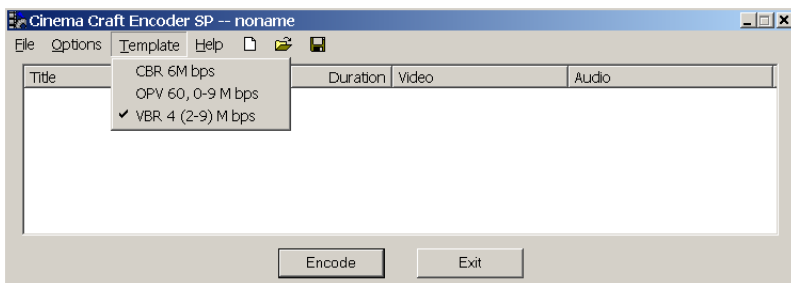 Cinema Craft Encoder SP -- noname
File Options Template Help
Title Duration Video Audio
CBR 6M bps
OPV 60, 0-9 M bps
VBR 4 (2-9) M bps
Encode Exit